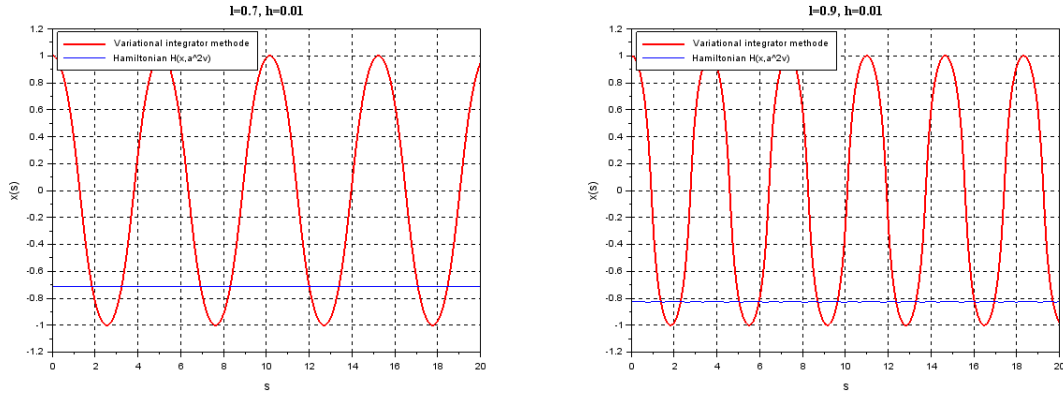 l=0.7, h=0.01
1.2
1
0.8
0.6
0.4
0.2
0
-0.2
-0.4
-0.6
-0.8
-1
-1.2
x(s)
Variational integrator methode
Hamiltonian H(x,a^2v)
0 2 4 6 8 10 12 14 16 18 20
s
l=0.9, h=0.01
1.2
1
0.8
0.6
0.4
0.2
0
-0.2
-0.4
-0.6
-0.8
-1
-1.2
x(s)
Variational integrator methode
Hamiltonian H(x,a^2v)
0 2 4 6 8 10 12 14 16 18 20
s